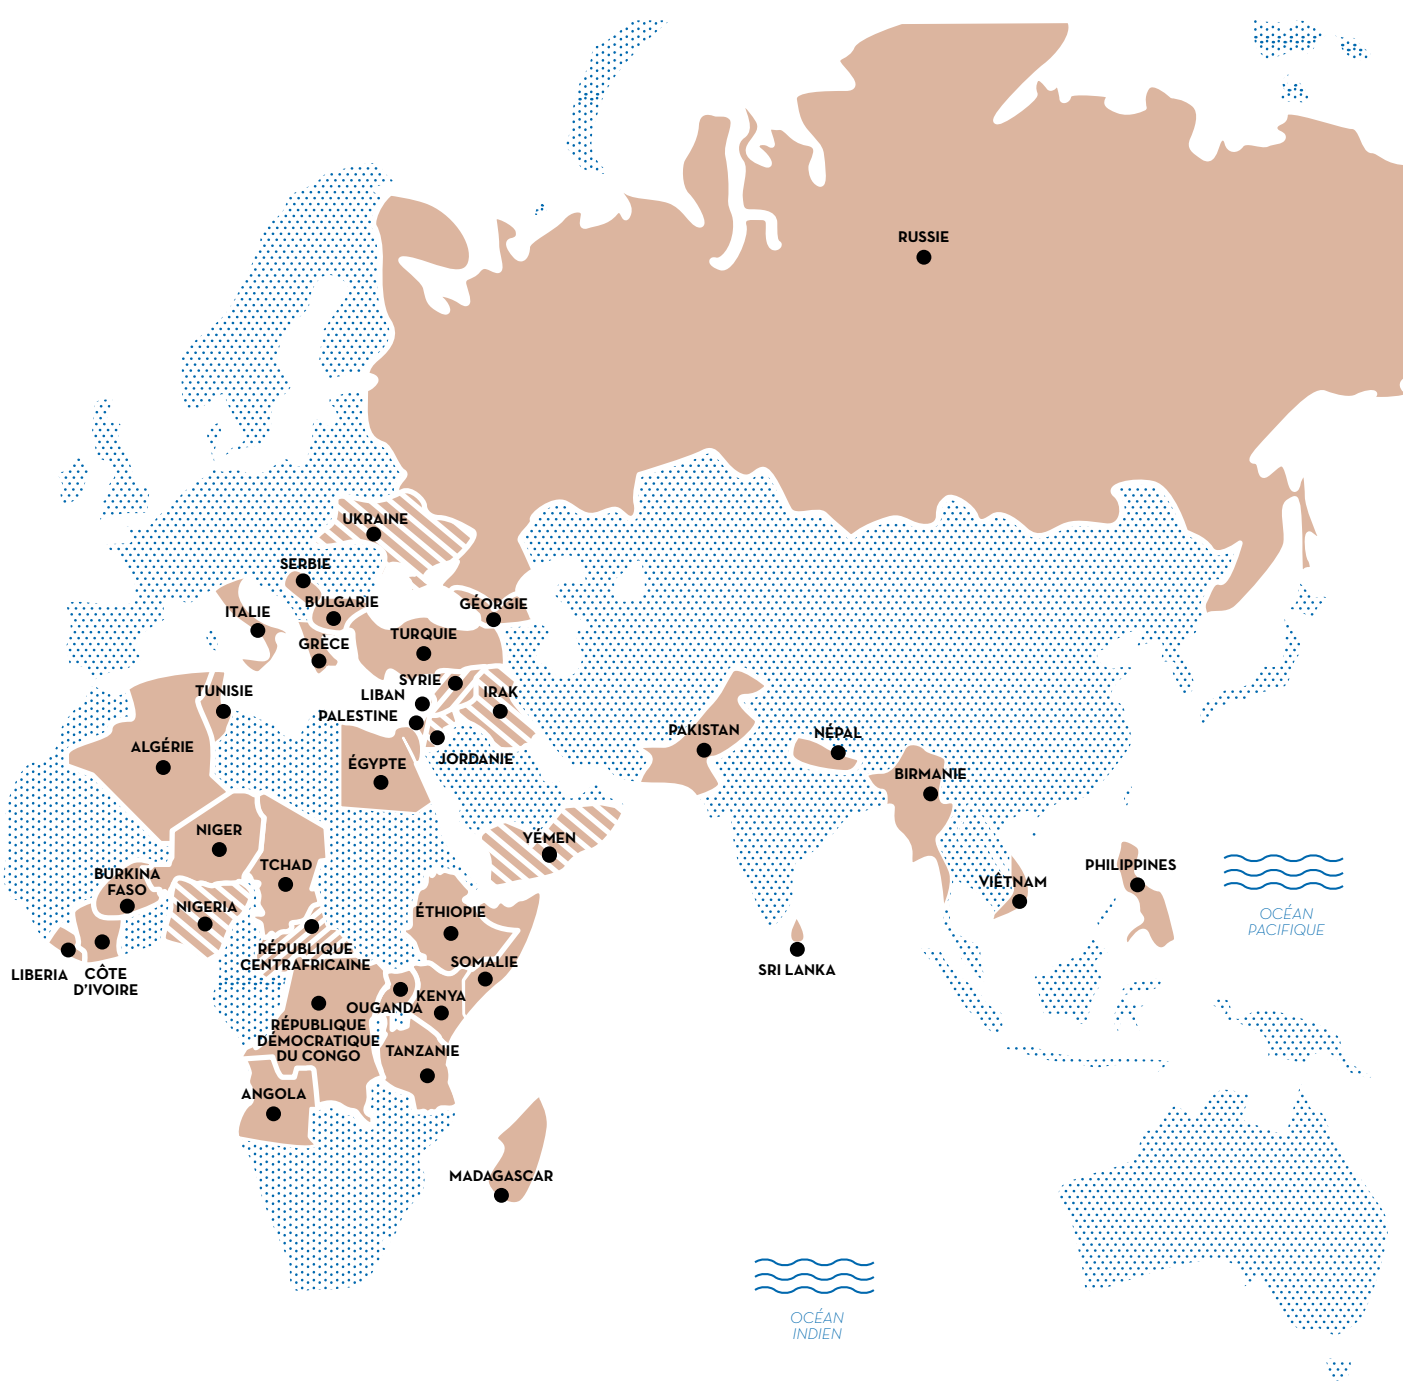 RUSSIE
UKRAINE
SERBIE
BULGARIE
ITALIE
GÉORGIE
GRÈCE
TURQUIE
SYRIE
TUNISIE
LIBAN
IRAK
PALESTINE
PAKISTAN
NÉPAL
ALGÉRIE
JORDANIE
ÉGYPTE
BIRMANIE
NIGER
YÉMEN
TCHAD
PHILIPPINES
BURKINA
FASO
VIÊTNAM
NIGERIA
ÉTHIOPIE
OCÉAN
PACIFIQUE
RÉPUBLIQUE
CENTRAFRICAINE
SOMALIE
SRI LANKA
LIBERIA
CÔTE
D'IVOIRE
KENYA
OUGANDA
RÉPUBLIQUE
DÉMOCRATIQUE
DU CONGO
TANZANIE
ANGOLA
MADAGASCAR
OCÉAN
INDIEN